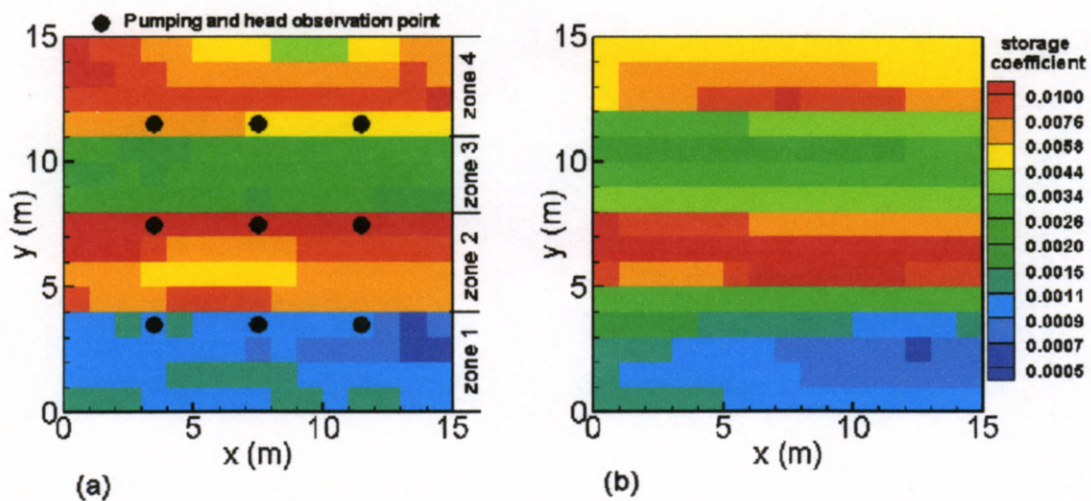 Pumping and head observation point
15
10
5
0
y (m)
zone 4
zone 3
zone 2
zone 1
0
5
10
15
x (m)
(a)
15
10
5
0
y (m)
0
5
10
15
x (m)
(b)
storage
coefficient
0.0100
0.0076
0.0058
0.0044
0.0034
0.0026
0.0020
0.0015
0.0011
0.0009
0.0007
0.0005